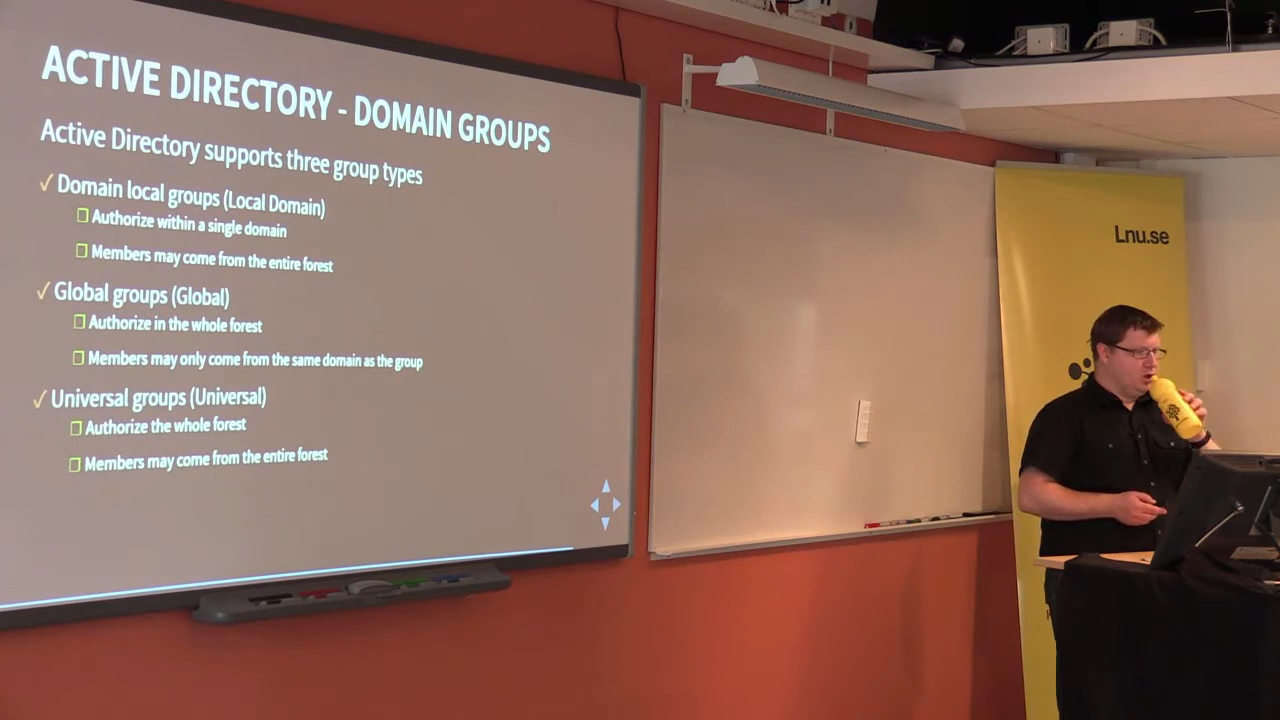 ACTIVE DIRECTORY - DOMAIN GROUPS
Active Directory supports three group types
✓ Domain local groups (Local Domain)
❐ Authorize within a single domain
❐ Members may come from the entire forest
✓ Global groups (Global)
❐ Authorize in the whole forest
❐ Members may only come from the same domain as the group
✓ Universal groups (Universal)
❐ Authorize the whole forest
❐ Members may come from the entire forest
Lnu.se